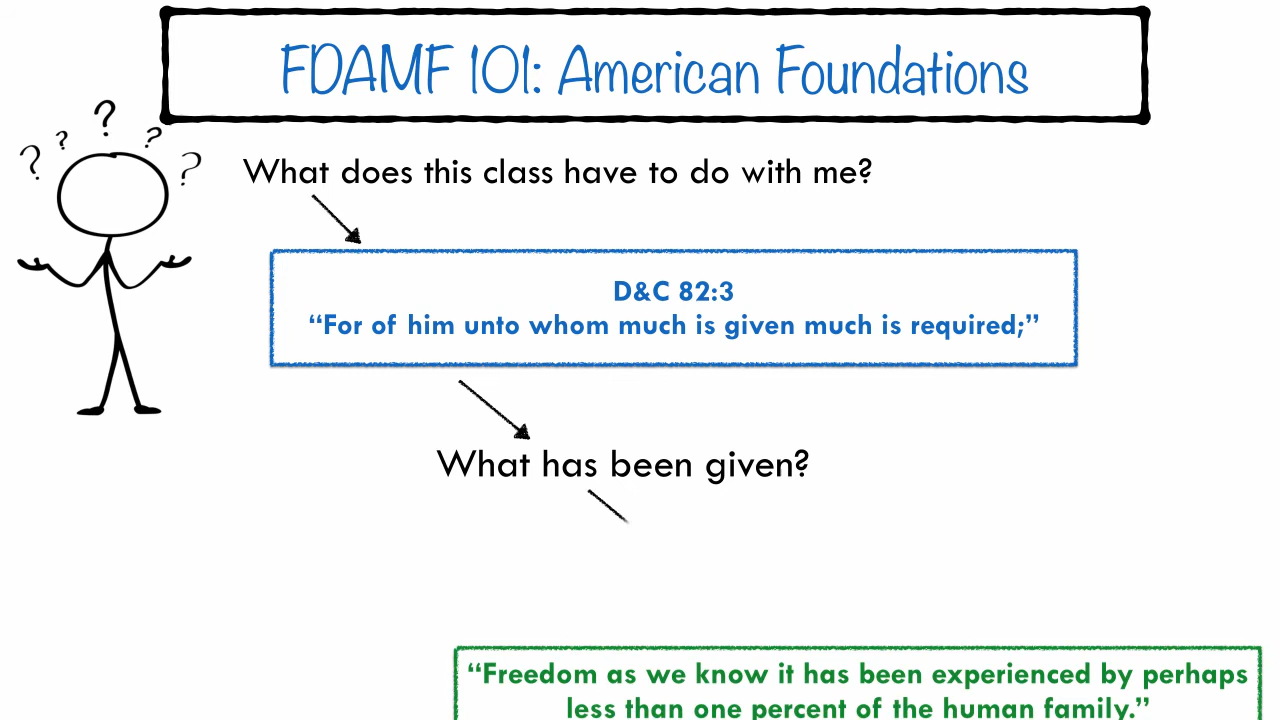 FDAMF 101: American Foundations
? ? ? ? ?
What does this class have to do with me?
D&C 82:3
“For of him unto whom much is given much is required;”
What has been given?
“Freedom as we know it has been experienced by perhaps
less than one percent of the human family.”